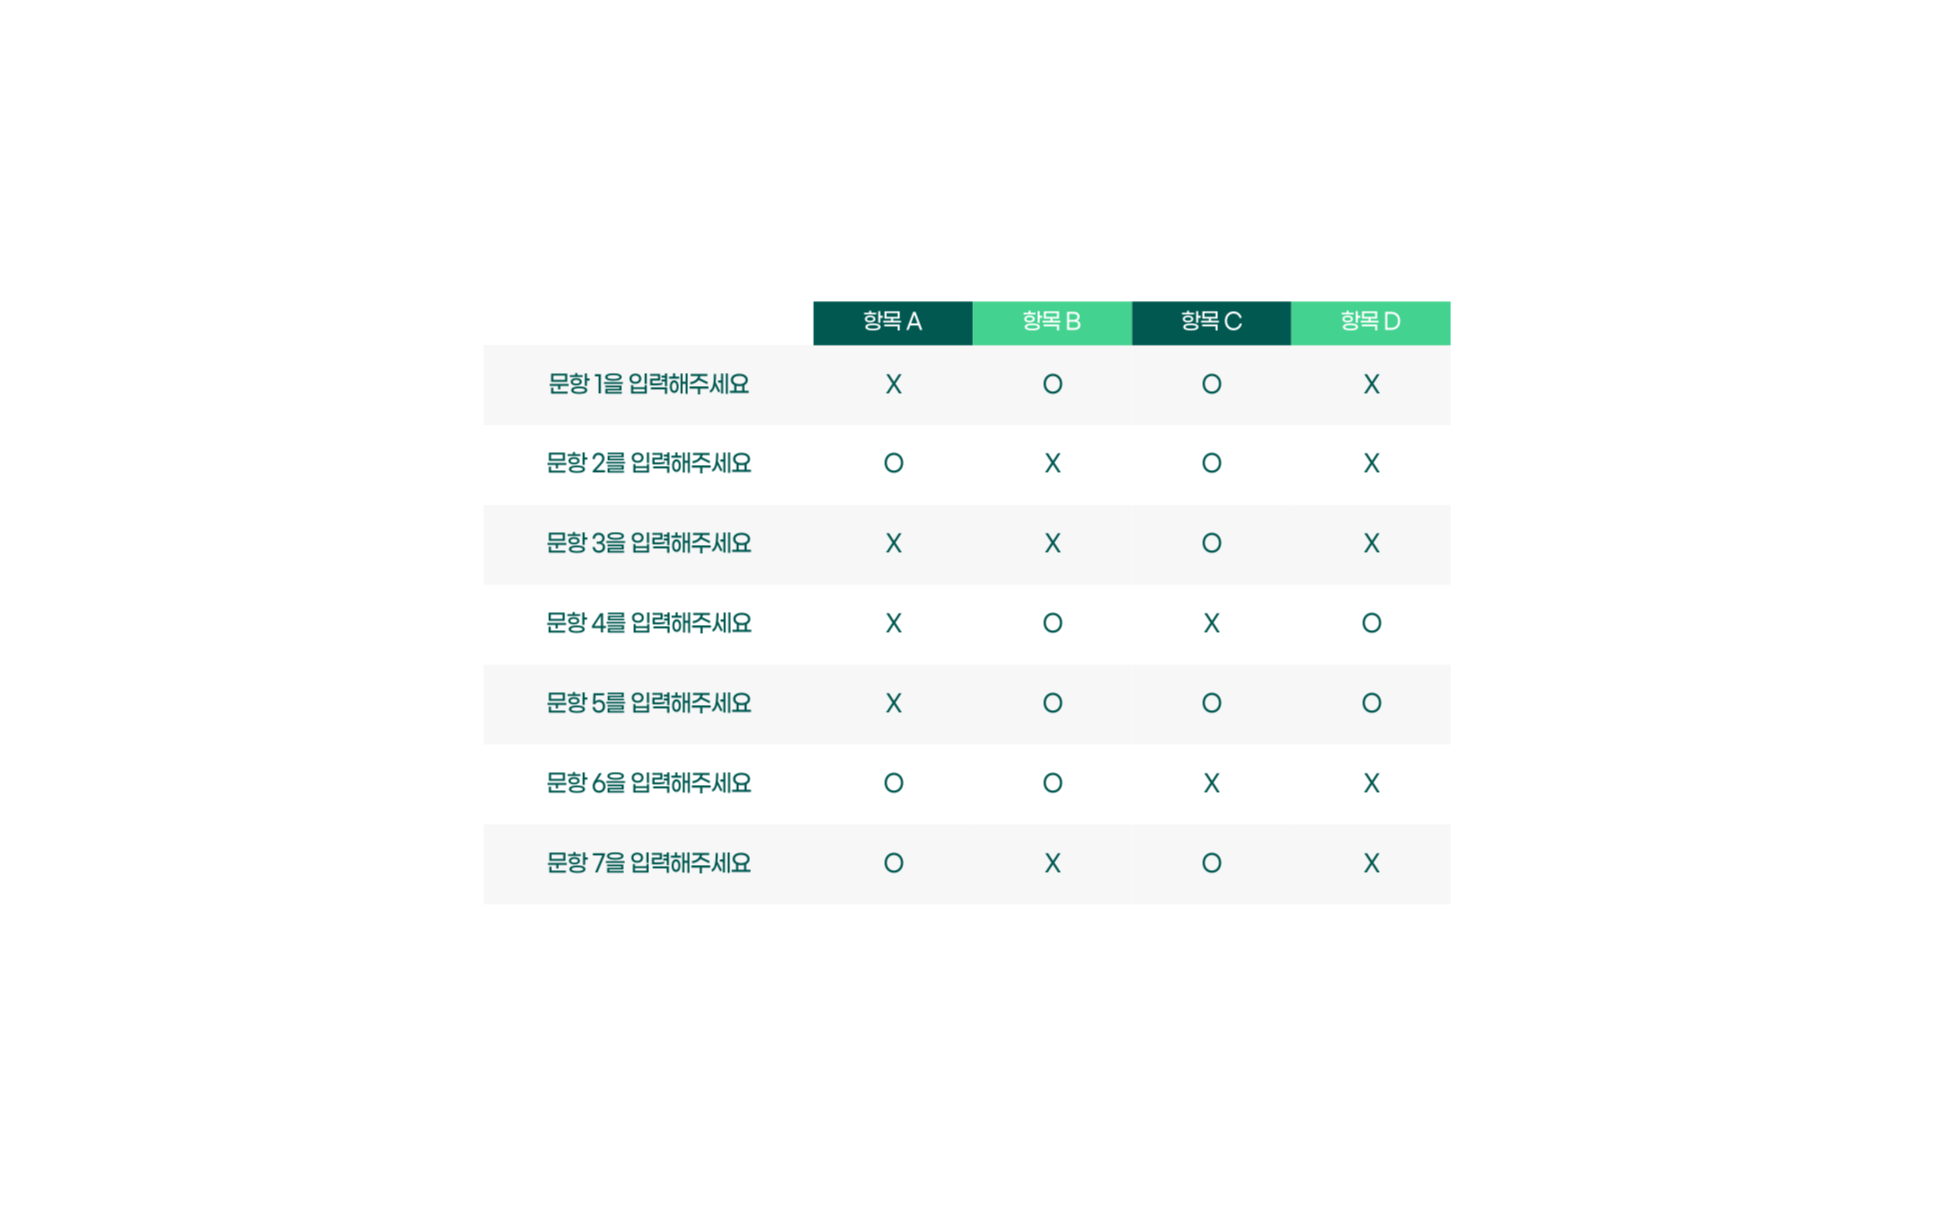 항목 A 항목 B 항목 C 항목 D
문항 1을 입력해주세요 X O O X
문항 2를 입력해주세요 O X O X
문항 3을 입력해주세요 X X O X
문항 4를 입력해주세요 X O X O
문항 5를 입력해주세요 X O O O
문항 6을 입력해주세요 O O X X
문항 7을 입력해주세요 O X O X